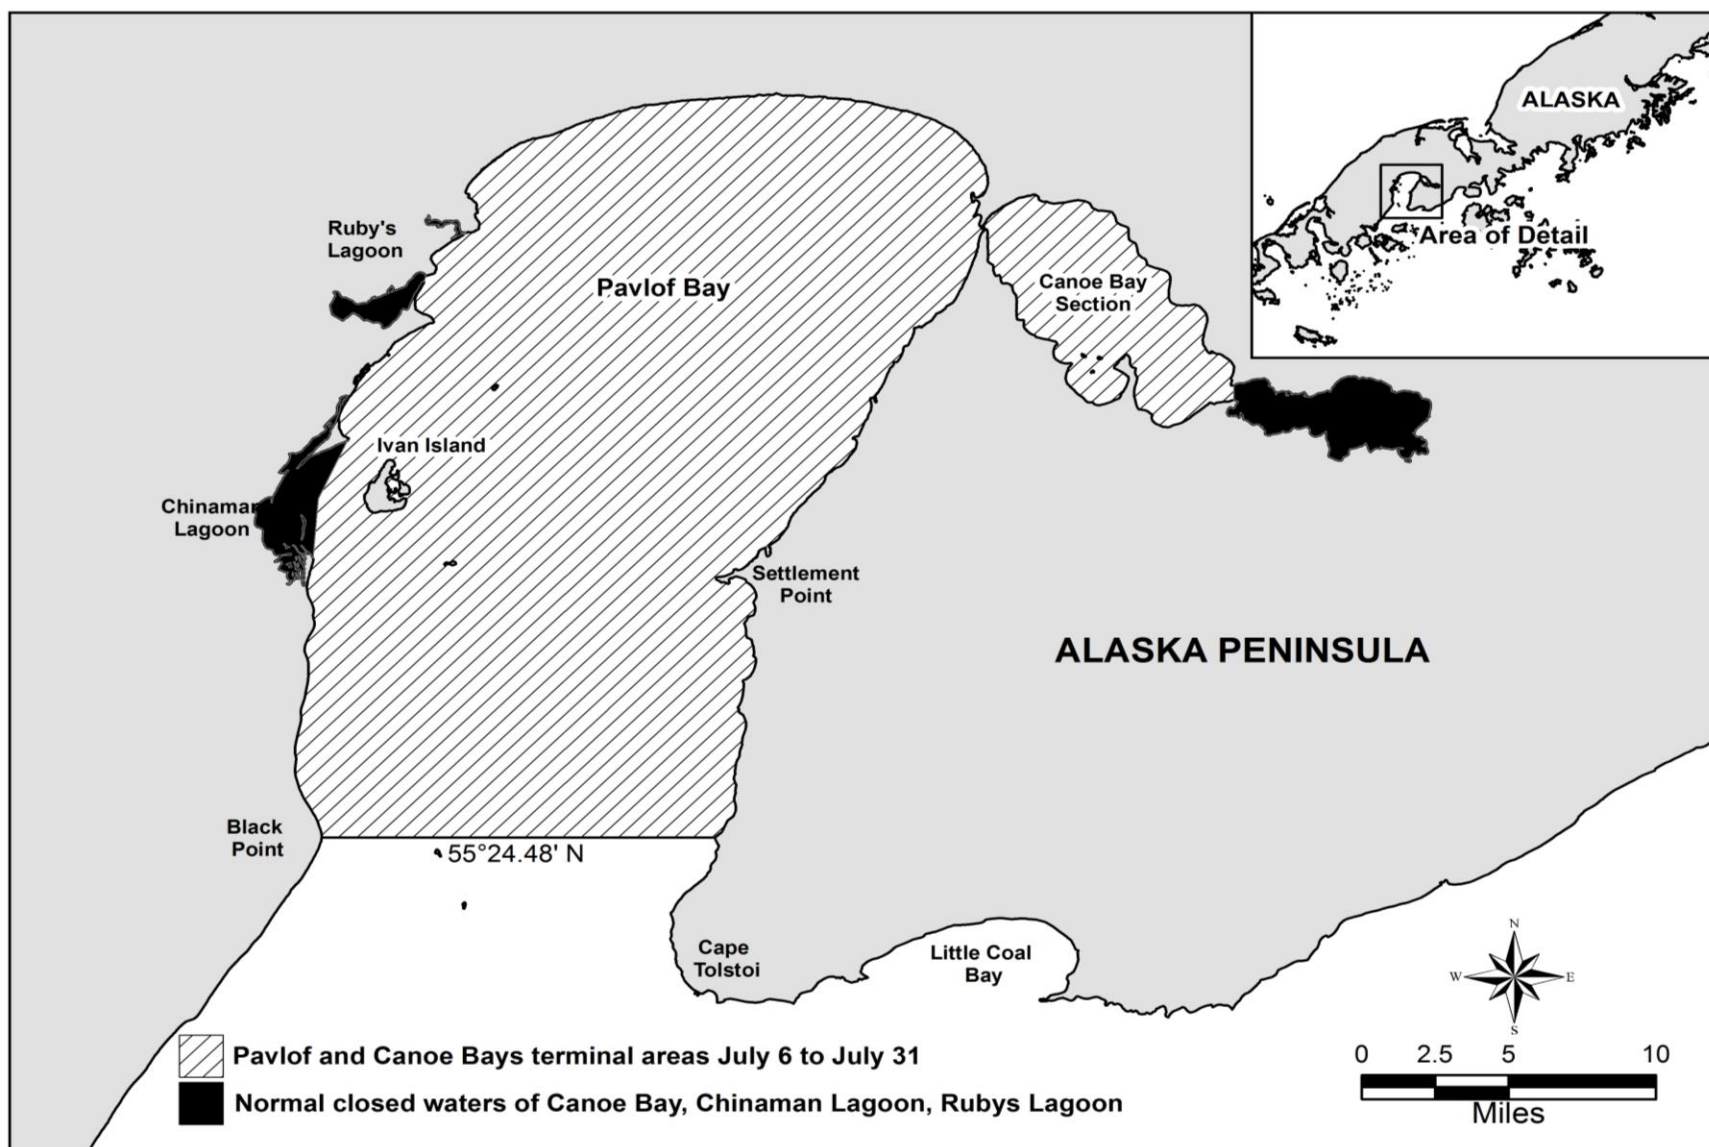 ALASKA
Area of Detail
Ruby's
Lagoon
Pavlof Bay
Canoe Bay
Section
Ivan Island
Chinaman
Lagoon
Settlement
Point
ALASKA PENINSULA
Black
Point
55°24.48' N
Cape
Tolstoi
Little Coal
Bay
N
W
E
S
Pavlof and Canoe Bays terminal areas July 6 to July 31
Normal closed waters of Canoe Bay, Chinaman Lagoon, Rubys Lagoon
0 2.5 5 10
Miles